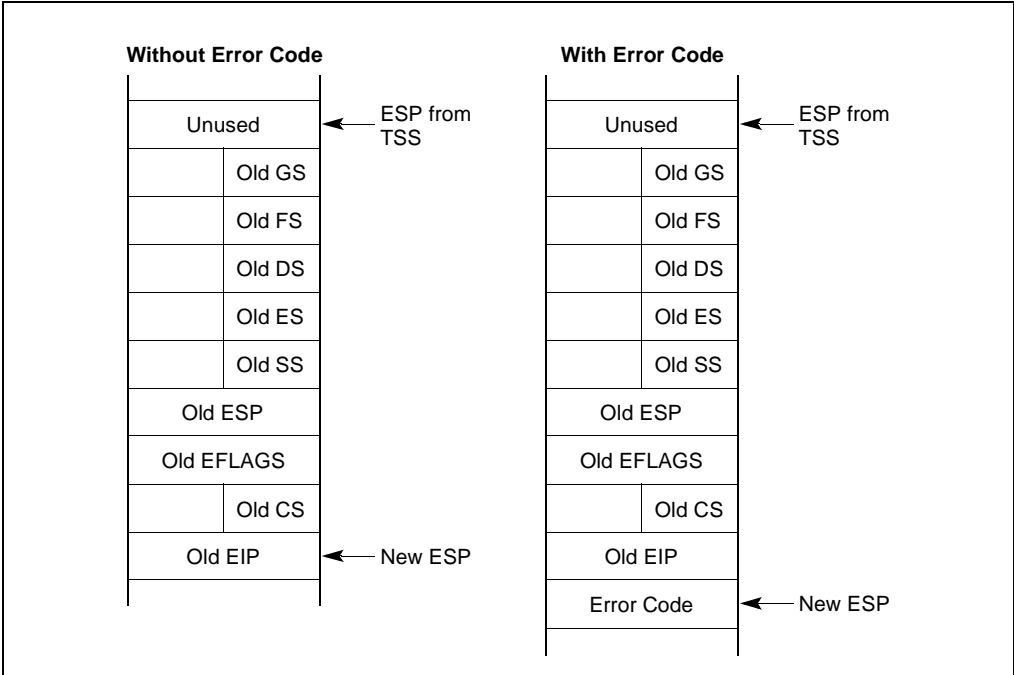 Without Error Code
Unused
ESP from
TSS
Old GS
Old FS
Old DS
Old ES
Old SS
Old ESP
Old EFLAGS
Old CS
Old EIP
New ESP
With Error Code
Unused
ESP from
TSS
Old GS
Old FS
Old DS
Old ES
Old SS
Old ESP
Old EFLAGS
Old CS
Old EIP
Error Code
New ESP